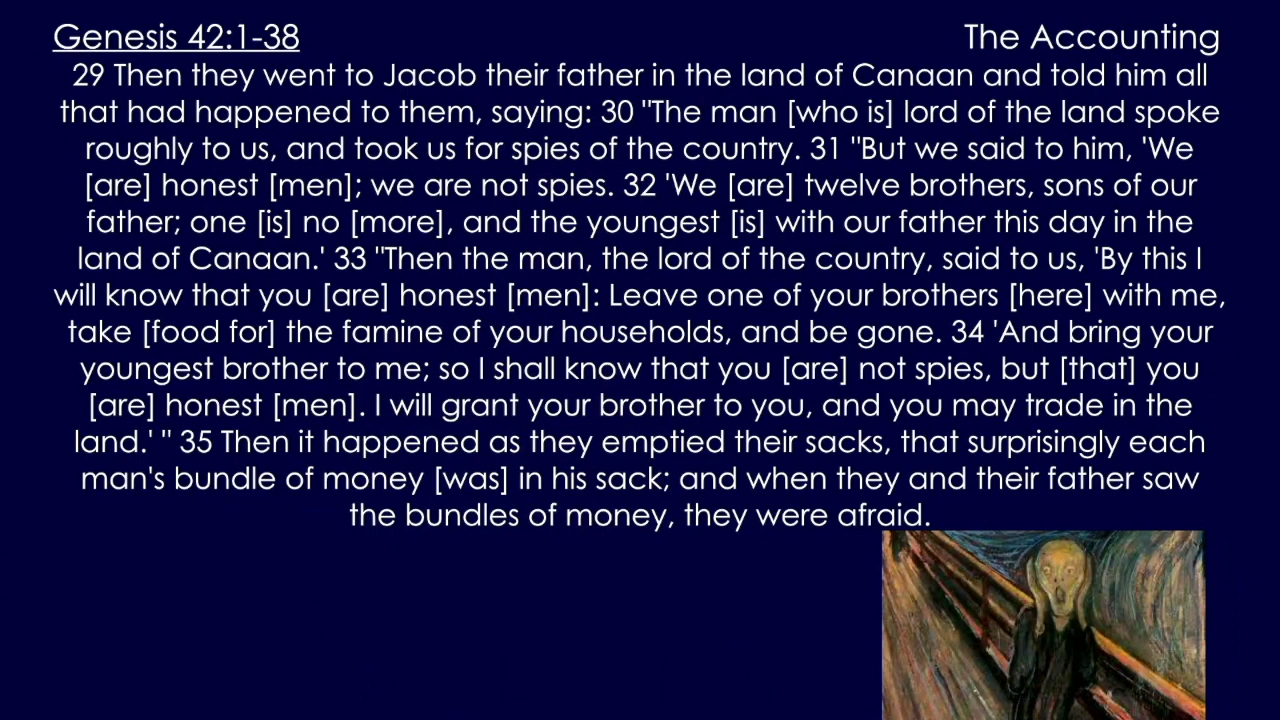 Genesis 42:1-38 The Accounting
29 Then they went to Jacob their father in the land of Canaan and told him all
that had happened to them, saying: 30 "The man [who is] lord of the land spoke
roughly to us, and took us for spies of the country. 31 "But we said to him, 'We
[are] honest [men]; we are not spies. 32 'We [are] twelve brothers, sons of our
father; one [is] no [more], and the youngest [is] with our father this day in the
land of Canaan.' 33 "Then the man, the lord of the country, said to us, 'By this I
will know that you [are] honest [men]: Leave one of your brothers [here] with me,
take [food for] the famine of your households, and be gone. 34 'And bring your
youngest brother to me; so I shall know that you [are] not spies, but [that] you
[are] honest [men]. I will grant your brother to you, and you may trade in the
land.' " 35 Then it happened as they emptied their sacks, that surprisingly each
man's bundle of money [was] in his sack; and when they and their father saw
the bundles of money, they were afraid.